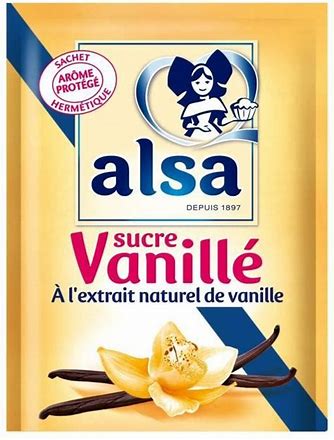 SACHET
ARÔME
PROTÉGÉ
HERMÉTIQUE
alsa
DEPUIS 1897
sucre
Vanillé
À l'extrait naturel de vanille